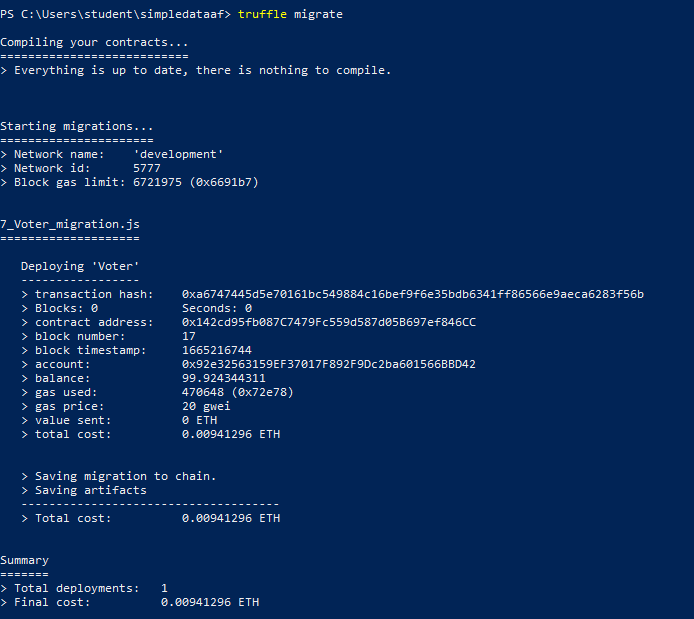 PS C:\Users\student\simpledataaf> truffle migrate
Compiling your contracts...
===========================
> Everything is up to date, there is nothing to compile.
Starting migrations...
======================
> Network name:    'development'
> Network id:      5777
> Block gas limit: 6721975 (0x6691b7)
7_Voter_migration.js
====================
   Deploying 'Voter'
   -----------------
   > transaction hash:    0xa6747445d5e70161bc549884c16bef9f6e35bdb6341ff86566e9aeca6283f56b
   > Blocks: 0            Seconds: 0
   > contract address:    0x142cd95fb087C7479Fc559d587d05B697ef846CC
   > block number:        17
   > block timestamp:     1665216744
   > account:             0x92e32563159EF37017F892F9Dc2ba601566BBD42
   > balance:             99.924344311
   > gas used:            470648 (0x72e78)
   > gas price:           20 gwei
   > value sent:          0 ETH
   > total cost:          0.00941296 ETH
   > Saving migration to chain.
   > Saving artifacts
   -------------------------------------
   > Total cost:          0.00941296 ETH
Summary
=======
> Total deployments:   1
> Final cost:          0.00941296 ETH